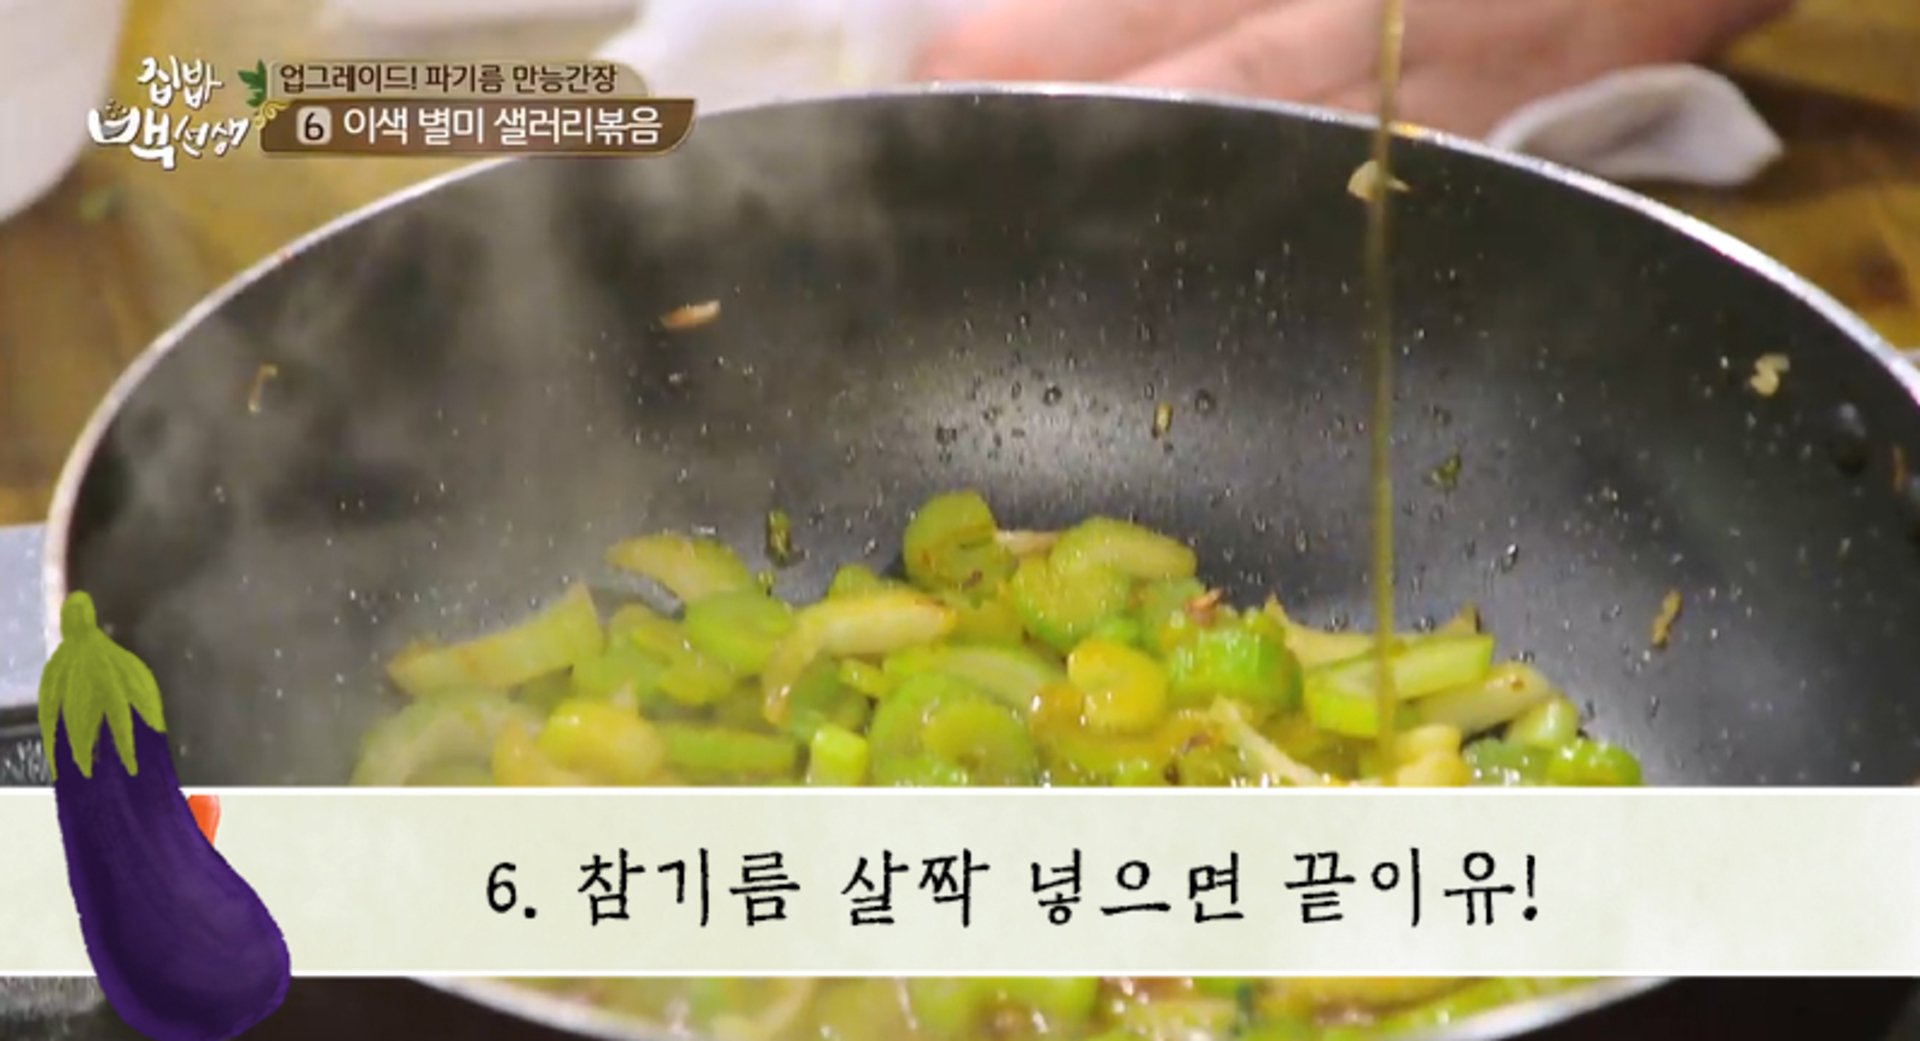 집밥
백선생
업그레이드! 파기름 만능간장
6 이색 별미 샐러리볶음
6. 참기름 살짝 넣으면 끝이유!